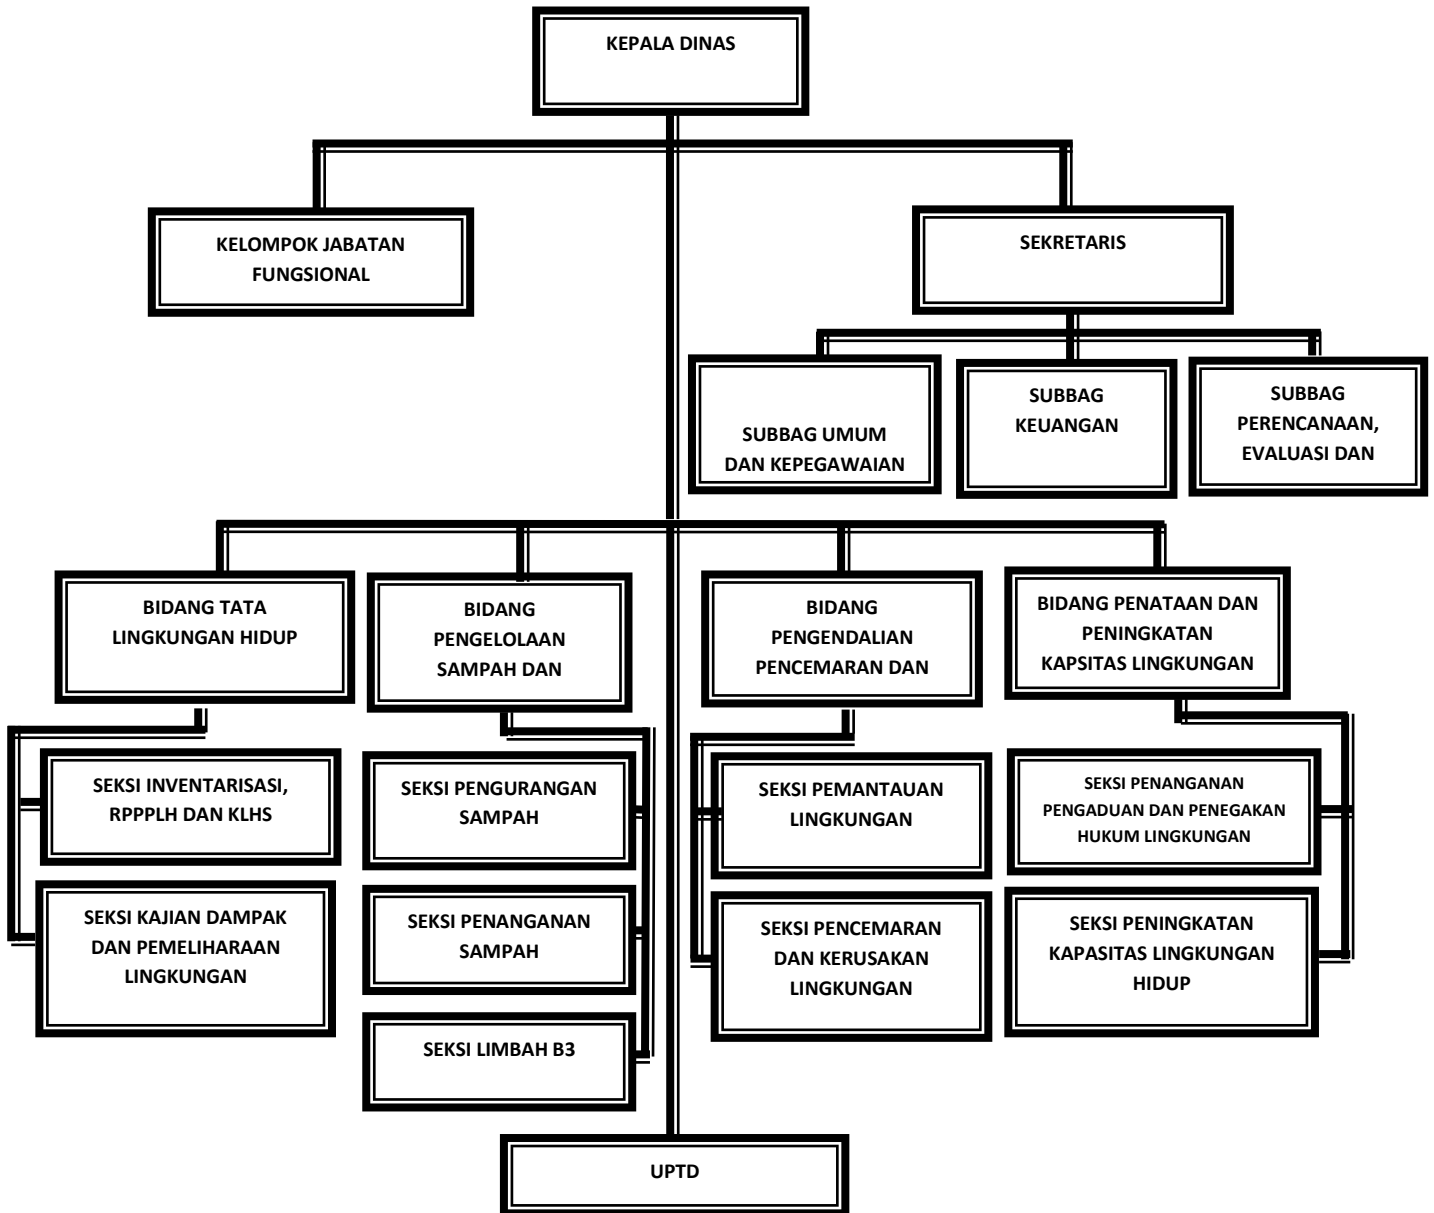 KEPALA DINAS
KELOMPOK JABATAN
FUNGSIONAL
SEKRETARIS
SUBBAG UMUM
DAN KEPEGAWAIAN
SUBBAG
KEUANGAN
SUBBAG
PERENCANAAN,
EVALUASI DAN
BIDANG TATA
LINGKUNGAN HIDUP
BIDANG
PENGELOLAAN
SAMPAH DAN
BIDANG
PENGENDALIAN
PENCEMARAN DAN
BIDANG PENATAAN DAN
PENINGKATAN
KAPSITAS LINGKUNGAN
SEKSI INVENTARISASI,
RPPPLH DAN KLHS
SEKSI PENGURANGAN
SAMPAH
SEKSI PEMANTAUAN
LINGKUNGAN
SEKSI PENANGANAN
PENGADUAN DAN PENEGAKAN
HUKUM LINGKUNGAN
SEKSI KAJIAN DAMPAK
DAN PEMELIHARAAN
LINGKUNGAN
SEKSI PENANGANAN
SAMPAH
SEKSI PENCEMARAN
DAN KERUSAKAN
LINGKUNGAN
SEKSI PENINGKATAN
KAPASITAS LINGKUNGAN
HIDUP
SEKSI LIMBAH B3
UPTD